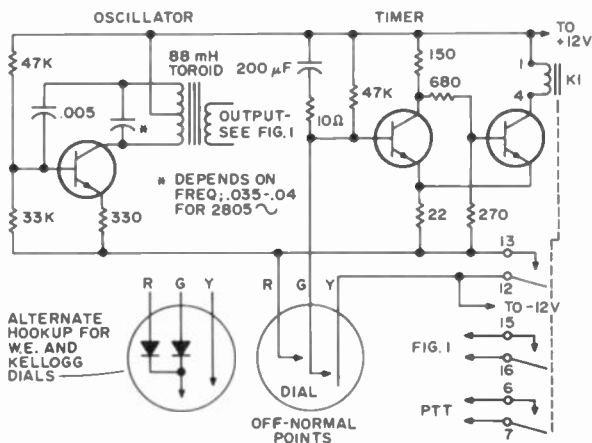 OSCILLATOR
TIMER
TO
+12V
47K
88 mH
TOROID
200 µF
150
1
K1
680
4
.005
*
OUTPUT-
SEE FIG. 1
10Ω
47K
* DEPENDS ON
FREQ;.035-.04
FOR 2805 ∿
33K
330
22
270
13
12
R G Y
R G Y
TO -12V
ALTERNATE
HOOKUP FOR
W.E. AND
KELLOGG
DIALS
DIAL
OFF-NORMAL
POINTS
15
FIG. 1
16
6
PTT
7